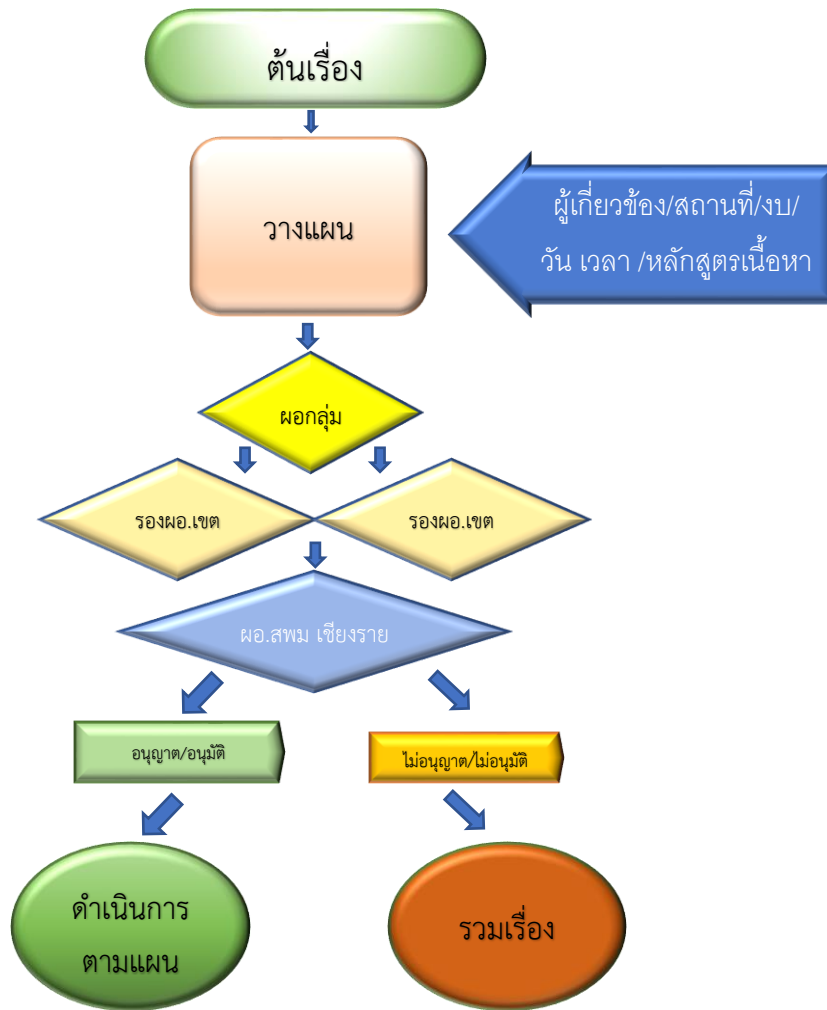 ต้นเรื่อง
วางแผน
ผู้เกี่ยวข้อง/สถานที่/งบ/
วัน เวลา /หลักสูตรเนื้อหา
ผอกลุ่ม
รองผอ.เขต
รองผอ.เขต
ผอ.สพม เชียงราย
อนุญาต/อนุมัติ
ไม่อนุญาต/ไม่อนุมัติ
ดำเนินการ
ตามแผน
รวมเรื่อง